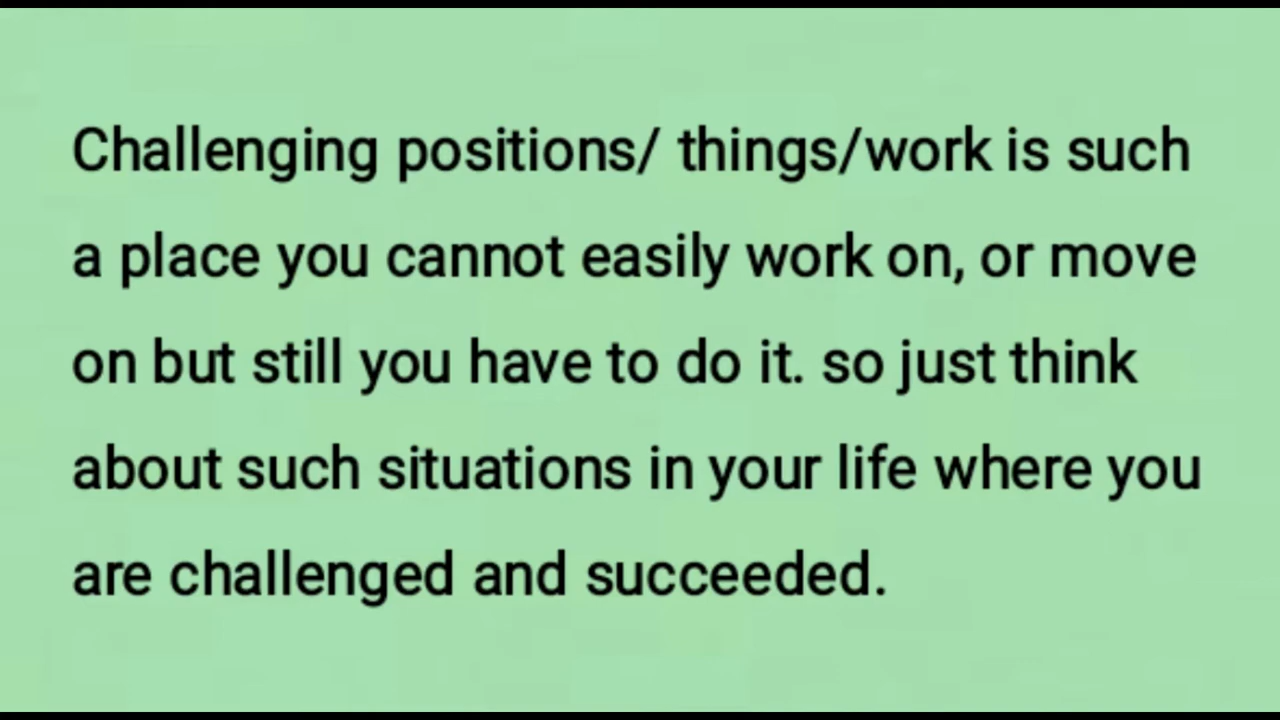 Challenging positions/ things/work is such
a place you cannot easily work on, or move
on but still you have to do it. so just think
about such situations in your life where you
are challenged and succeeded.